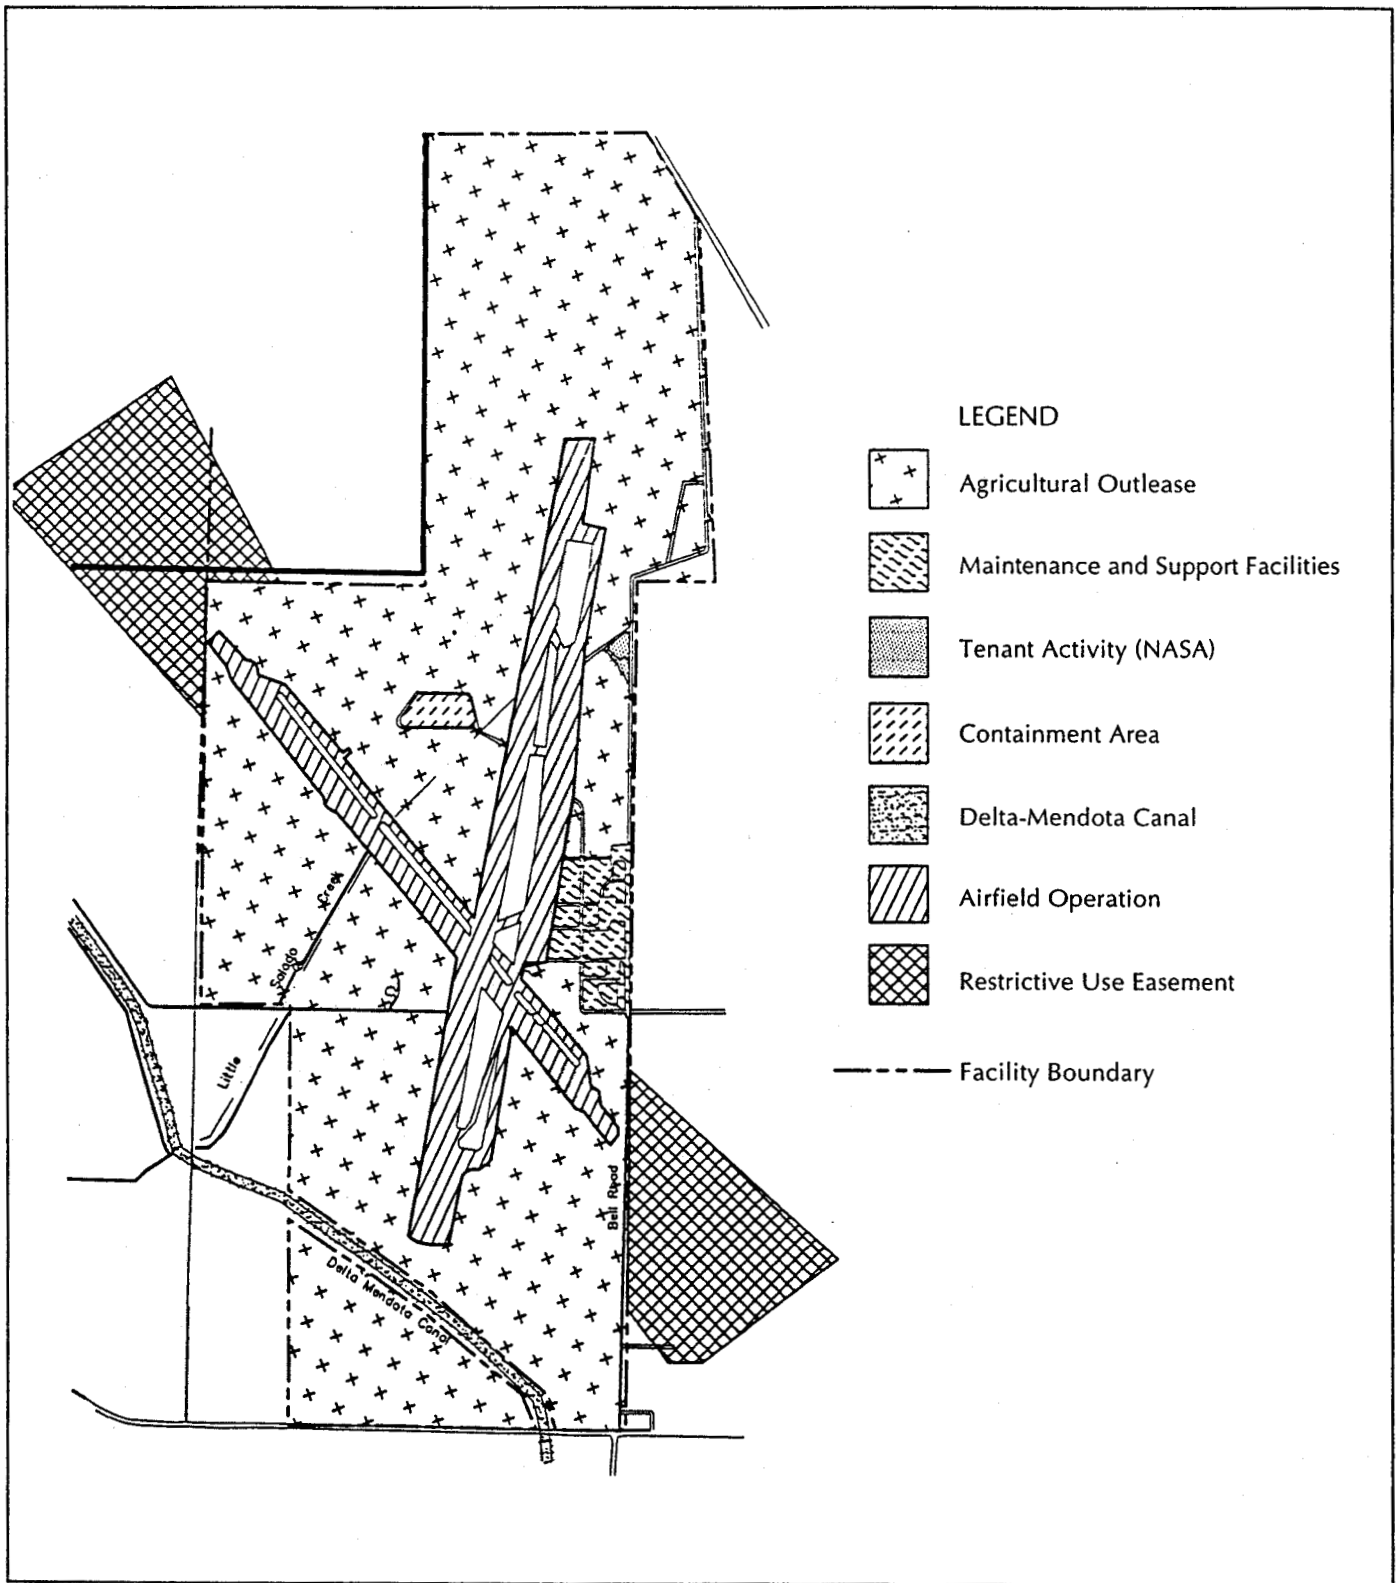 LEGEND
Agricultural Outlease
Maintenance and Support Facilities
Tenant Activity (NASA)
Containment Area
Delta-Mendota Canal
Airfield Operation
Restrictive Use Easement
Facility Boundary
Creek
Salado
Little
Bell Road
Delta Mendota Canal